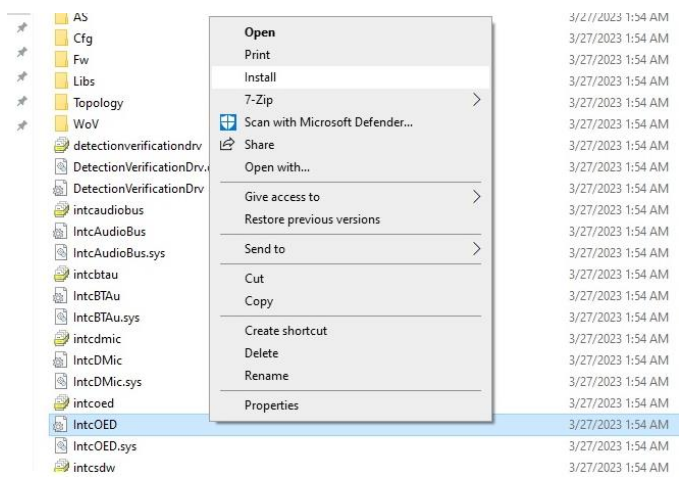 AS 3/27/2023 1:54 AM
Cfg Open 3/27/2023 1:54 AM
Fw Print 3/27/2023 1:54 AM
Libs Install 3/27/2023 1:54 AM
Topology 7-Zip 3/27/2023 1:54 AM
WoV Scan with Microsoft Defender... 3/27/2023 1:54 AM
detectionverificationdrv Share 3/27/2023 1:54 AM
DetectionVerificationDrv. Open with... 3/27/2023 1:54 AM
DetectionVerificationDrv Give access to 3/27/2023 1:54 AM
intcaudiobus Restore previous versions 3/27/2023 1:54 AM
IntcAudioBus 3/27/2023 1:54 AM
IntcAudioBus.sys Send to 3/27/2023 1:54 AM
intcbtau Cut 3/27/2023 1:54 AM
IntcBTAu Copy 3/27/2023 1:54 AM
IntcBTAu.sys 3/27/2023 1:54 AM
intcdmic Create shortcut 3/27/2023 1:54 AM
IntcDMic Delete 3/27/2023 1:54 AM
IntcDMic.sys Rename 3/27/2023 1:54 AM
intcoed Properties 3/27/2023 1:54 AM
IntcOED 3/27/2023 1:54 AM
IntcOED.sys 3/27/2023 1:54 AM
intcsdw 3/27/2023 1:54 AM